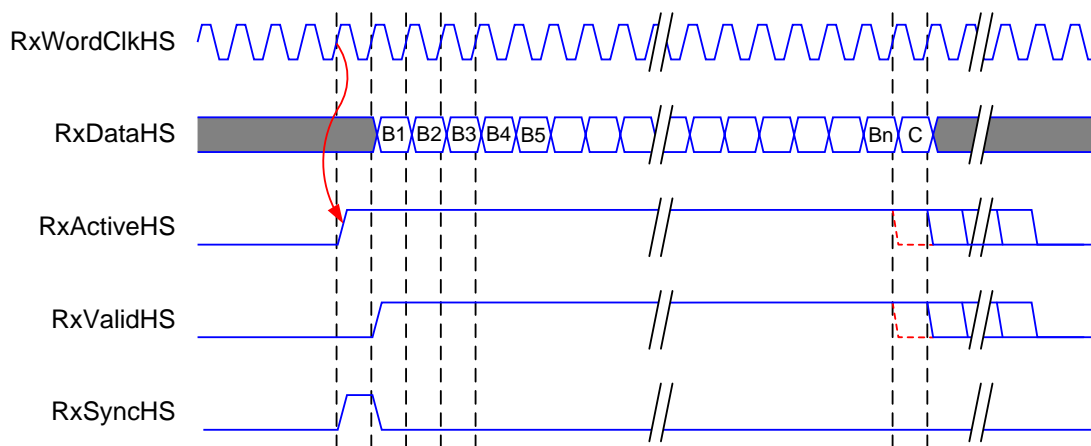 RxWordClkHS
RxDataHS
B1 B2 B3 B4 B5 Bn C
RxActiveHS
RxValidHS
RxSyncHS